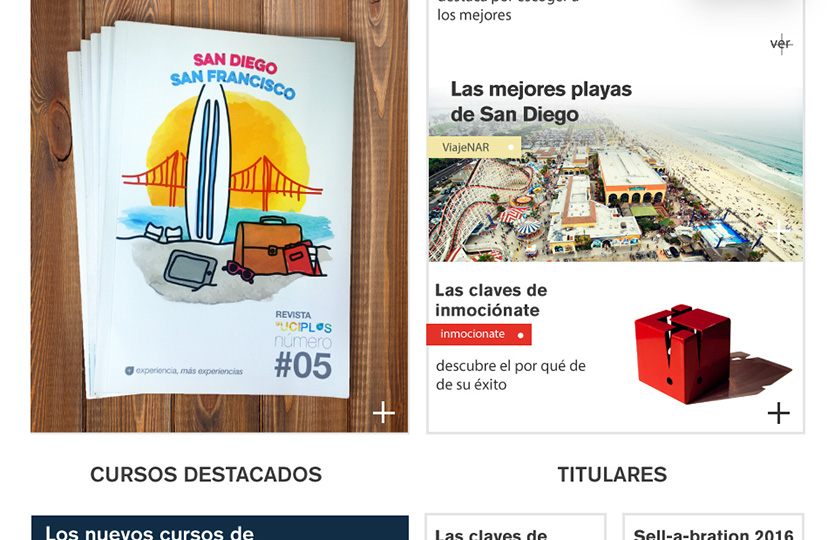 SAN DIEGO
SAN FRANCISCO
REVISTA
UCIPLUS
número
#05
experiencia, más experiencias
los mejores
ver
Las mejores playas
de San Diego
ViajeNAR
Las claves de
inmociónate
inmocionate
descubre el por qué de
de su éxito
CURSOS DESTACADOS
TITULARES
Los nuevos cursos de
Las claves de
Sell-a-bration 2016